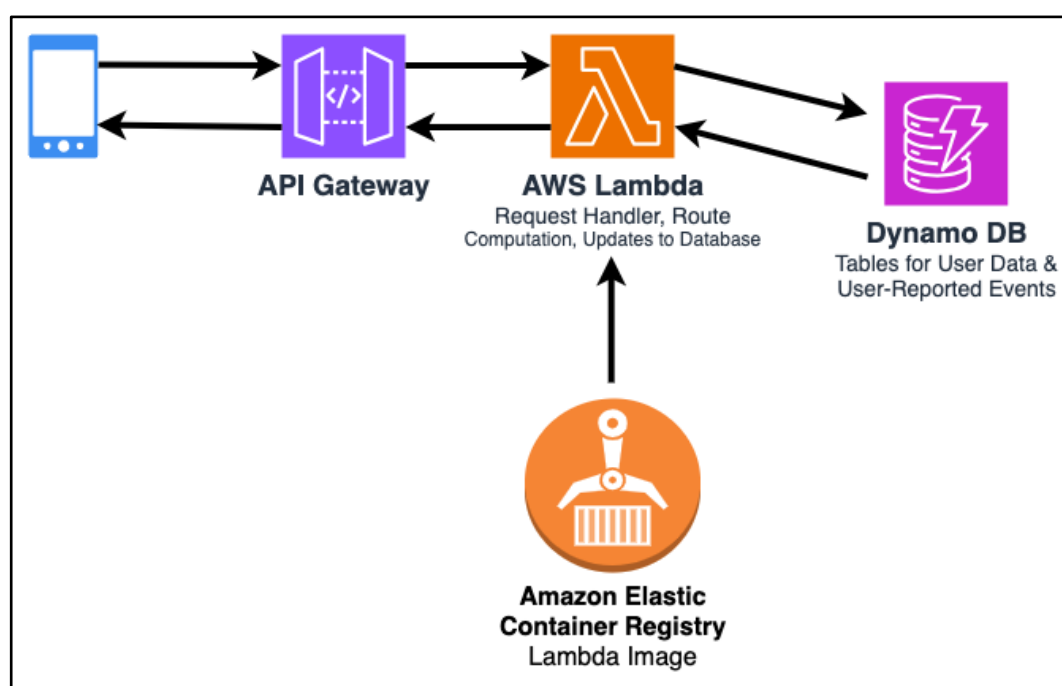 </>
API Gateway
AWS Lambda
Request Handler, Route
Computation, Updates to Database
Dynamo DB
Tables for User Data &
User-Reported Events
Amazon Elastic
Container Registry
Lambda Image